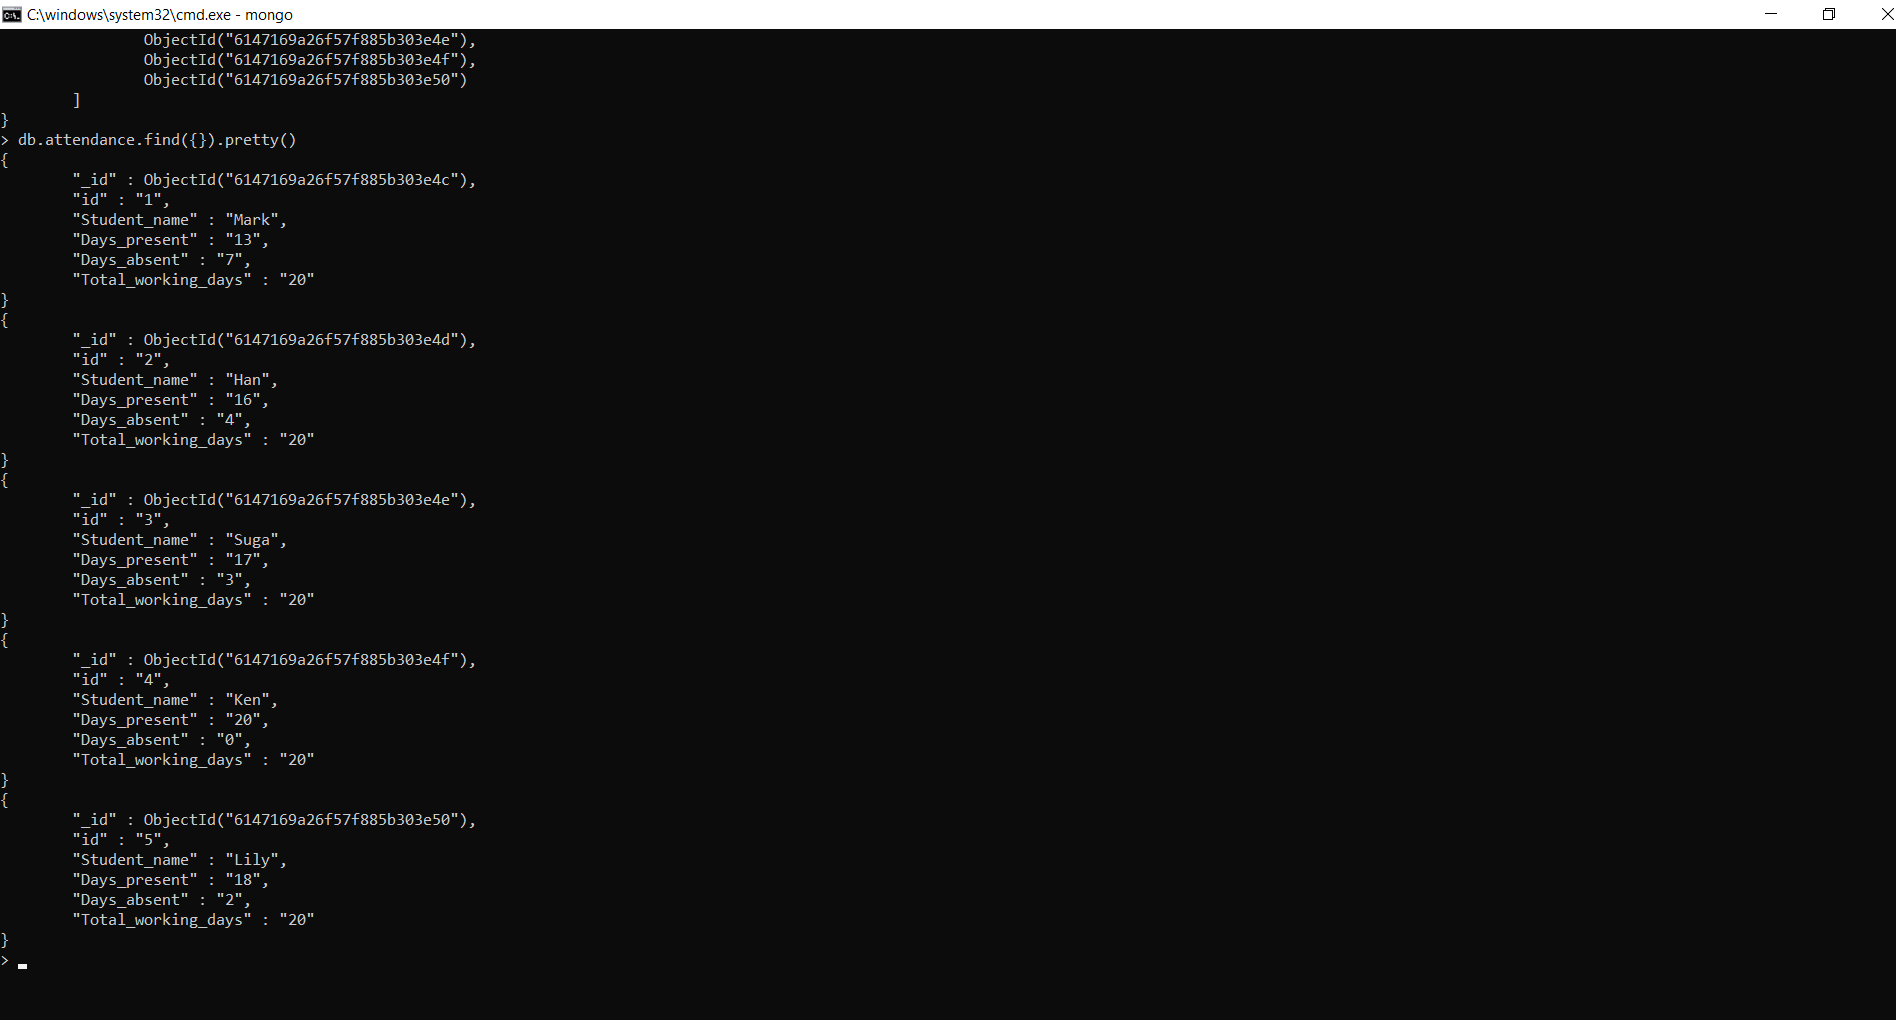 C:\windows\system32\cmd.exe - mongo
ObjectId("6147169a26f57f885b303e4e"),
ObjectId("6147169a26f57f885b303e4f"),
ObjectId("6147169a26f57f885b303e50")
]
}
> db.attendance.find({}).pretty()
{
"_id" : ObjectId("6147169a26f57f885b303e4c"),
"id" : "1",
"Student_name" : "Mark",
"Days_present" : "13",
"Days_absent" : "7",
"Total_working_days" : "20"
}
{
"_id" : ObjectId("6147169a26f57f885b303e4d"),
"id" : "2",
"Student_name" : "Han",
"Days_present" : "16",
"Days_absent" : "4",
"Total_working_days" : "20"
}
{
"_id" : ObjectId("6147169a26f57f885b303e4e"),
"id" : "3",
"Student_name" : "Suga",
"Days_present" : "17",
"Days_absent" : "3",
"Total_working_days" : "20"
}
{
"_id" : ObjectId("6147169a26f57f885b303e4f"),
"id" : "4",
"Student_name" : "Ken",
"Days_present" : "20",
"Days_absent" : "0",
"Total_working_days" : "20"
}
{
"_id" : ObjectId("6147169a26f57f885b303e50"),
"id" : "5",
"Student_name" : "Lily",
"Days_present" : "18",
"Days_absent" : "2",
"Total_working_days" : "20"
}
>